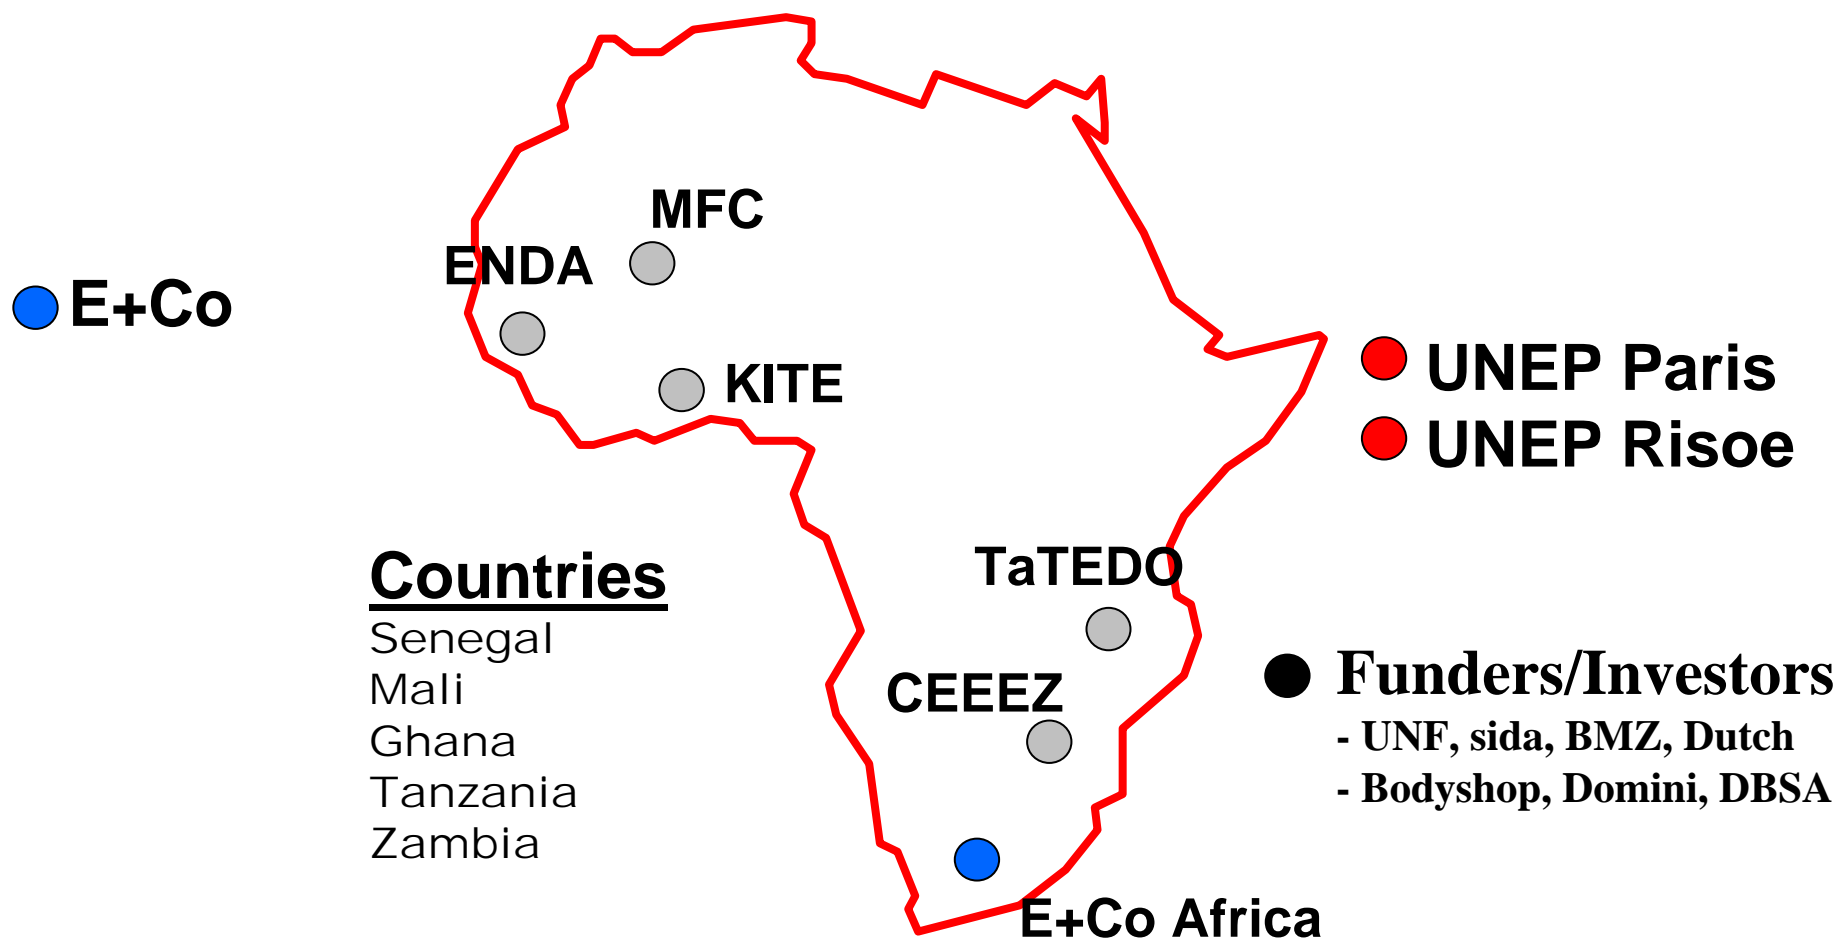 MFC
ENDA
E+Co
KITE
UNEP Paris
UNEP Risoe
TaTEDO
Countries
Senegal
Mali
Ghana
Tanzania
Zambia
CEEEZ
Funders/Investors
- UNF, sida, BMZ, Dutch
- Bodyshop, Domini, DBSA
E+Co Africa